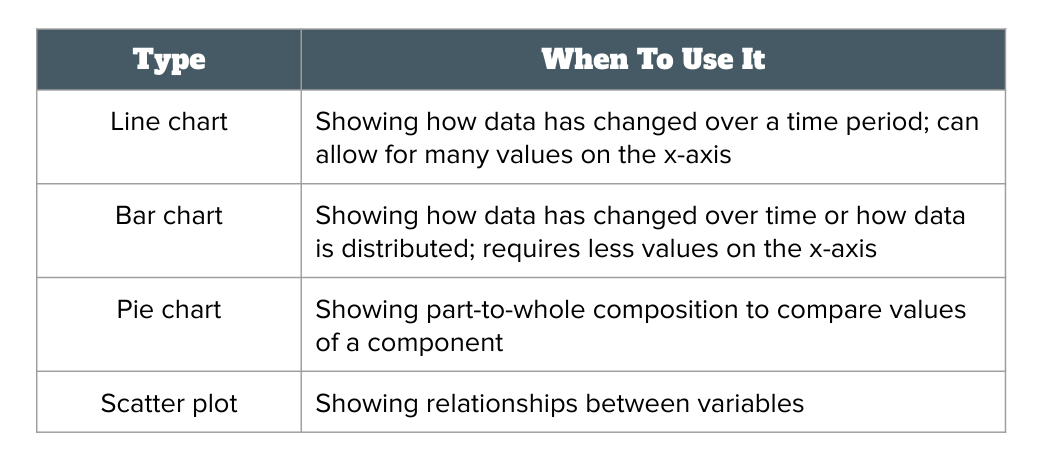 Type
When To Use It
Line chart
Showing how data has changed over a time period; can
allow for many values on the x-axis
Bar chart
Showing how data has changed over time or how data
is distributed; requires less values on the x-axis
Pie chart
Showing part-to-whole composition to compare values
of a component
Scatter plot
Showing relationships between variables